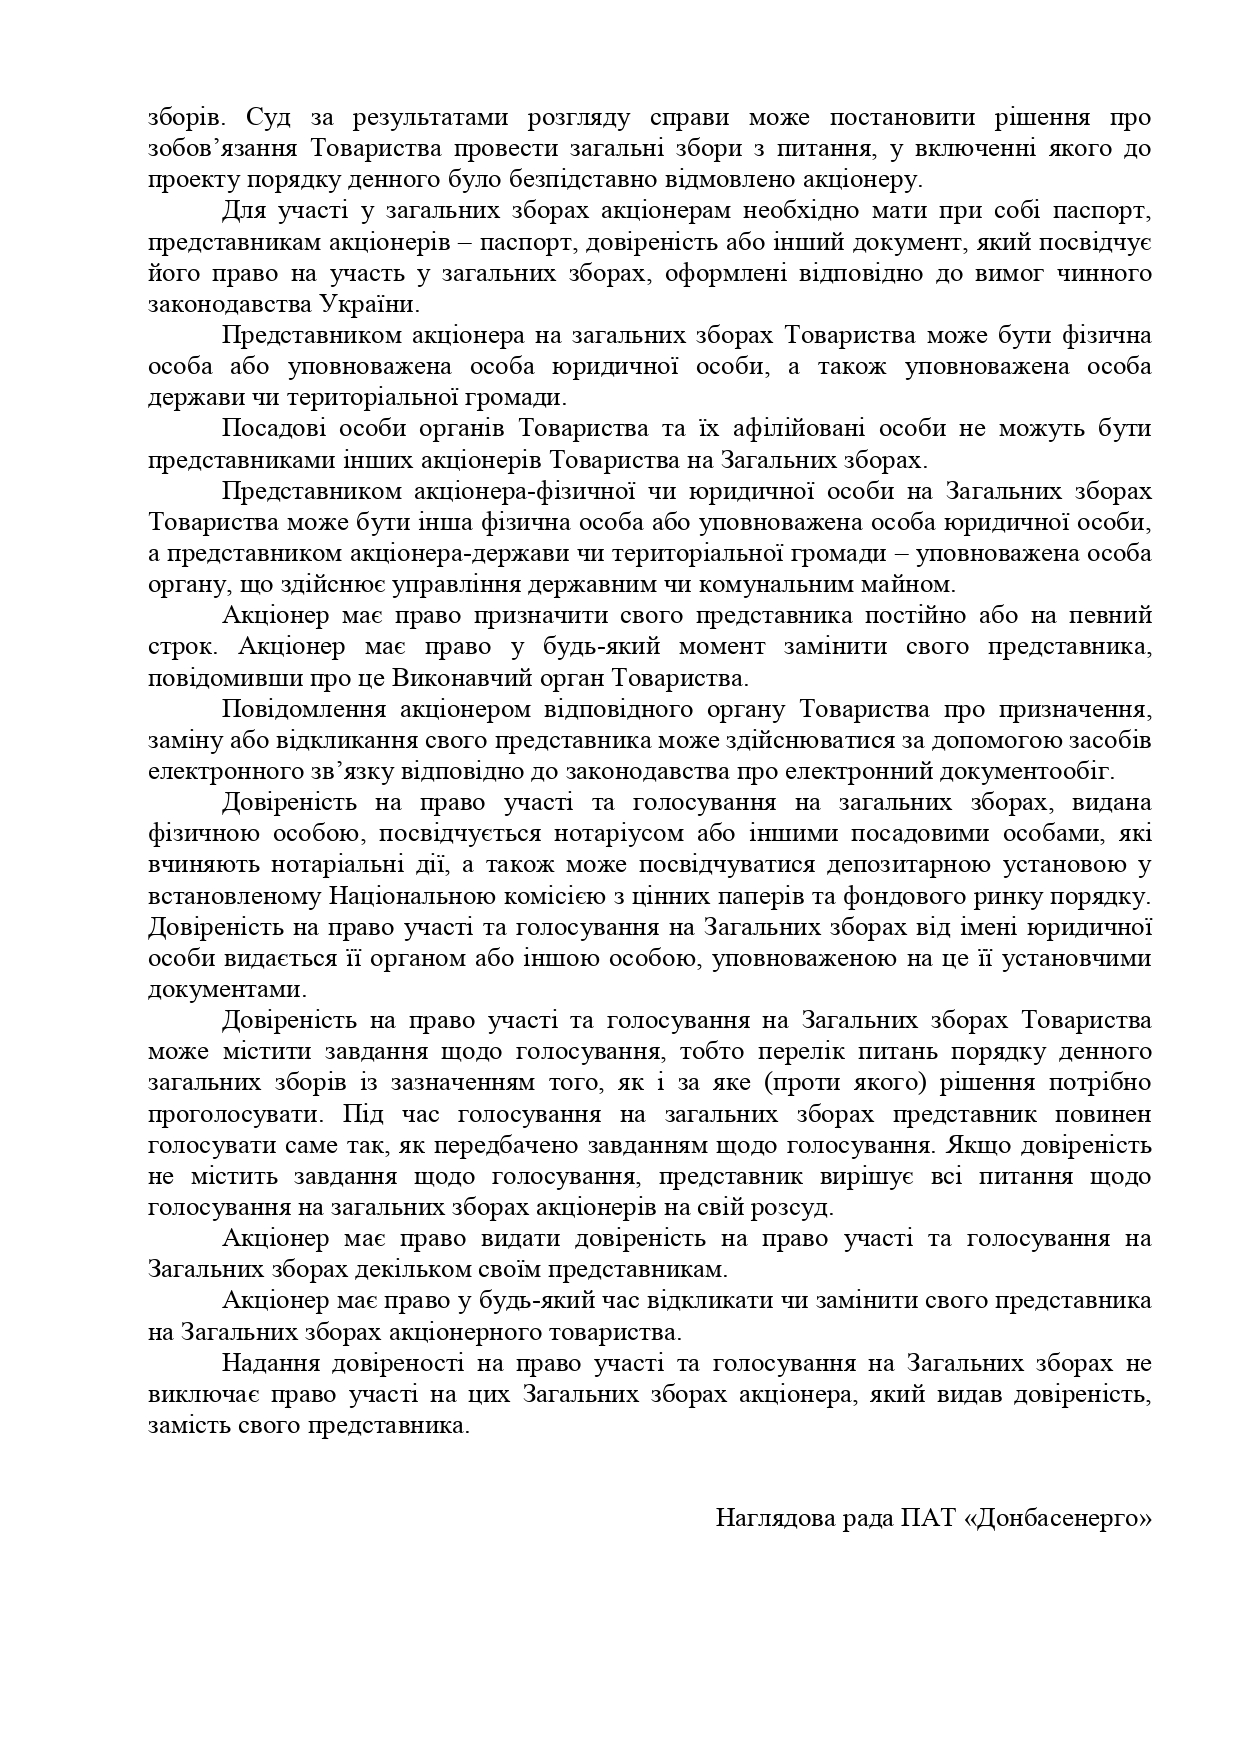 зборів. Суд за результатами розгляду справи може постановити рішення про
зобов’язання Товариства провести загальні збори з питання, у включенні якого до
проекту порядку денного було безпідставно відмовлено акціонеру.
Для участі у загальних зборах акціонерам необхідно мати при собі паспорт,
представникам акціонерів – паспорт, довіреність або інший документ, який посвідчує
його право на участь у загальних зборах, оформлені відповідно до вимог чинного
законодавства України.
Представником акціонера на загальних зборах Товариства може бути фізична
особа або уповноважена особа юридичної особи, а також уповноважена особа
держави чи територіальної громади.
Посадові особи органів Товариства та їх афілійовані особи не можуть бути
представниками інших акціонерів Товариства на Загальних зборах.
Представником акціонера-фізичної чи юридичної особи на Загальних зборах
Товариства може бути інша фізична особа або уповноважена особа юридичної особи,
а представником акціонера-держави чи територіальної громади – уповноважена особа
органу, що здійснює управління державним чи комунальним майном.
Акціонер має право призначити свого представника постійно або на певний
строк. Акціонер має право у будь-який момент замінити свого представника,
повідомивши про це Виконавчий орган Товариства.
Повідомлення акціонером відповідного органу Товариства про призначення,
заміну або відкликання свого представника може здійснюватися за допомогою засобів
електронного зв’язку відповідно до законодавства про електронний документообіг.
Довіреність на право участі та голосування на загальних зборах, видана
фізичною особою, посвідчується нотаріусом або іншими посадовими особами, які
вчиняють нотаріальні дії, а також може посвідчуватися депозитарною установою у
встановленому Національною комісією з цінних паперів та фондового ринку порядку.
Довіреність на право участі та голосування на Загальних зборах від імені юридичної
особи видається її органом або іншою особою, уповноваженою на це її установчими
документами.
Довіреність на право участі та голосування на Загальних зборах Товариства
може містити завдання щодо голосування, тобто перелік питань порядку денного
загальних зборів із зазначенням того, як і за яке (проти якого) рішення потрібно
проголосувати. Під час голосування на загальних зборах представник повинен
голосувати саме так, як передбачено завданням щодо голосування. Якщо довіреність
не містить завдання щодо голосування, представник вирішує всі питання щодо
голосування на загальних зборах акціонерів на свій розсуд.
Акціонер має право видати довіреність на право участі та голосування на
Загальних зборах декільком своїм представникам.
Акціонер має право у будь-який час відкликати чи замінити свого представника
на Загальних зборах акціонерного товариства.
Надання довіреності на право участі та голосування на Загальних зборах не
виключає право участі на цих Загальних зборах акціонера, який видав довіреність,
замість свого представника.
Наглядова рада ПАТ «Донбасенерго»